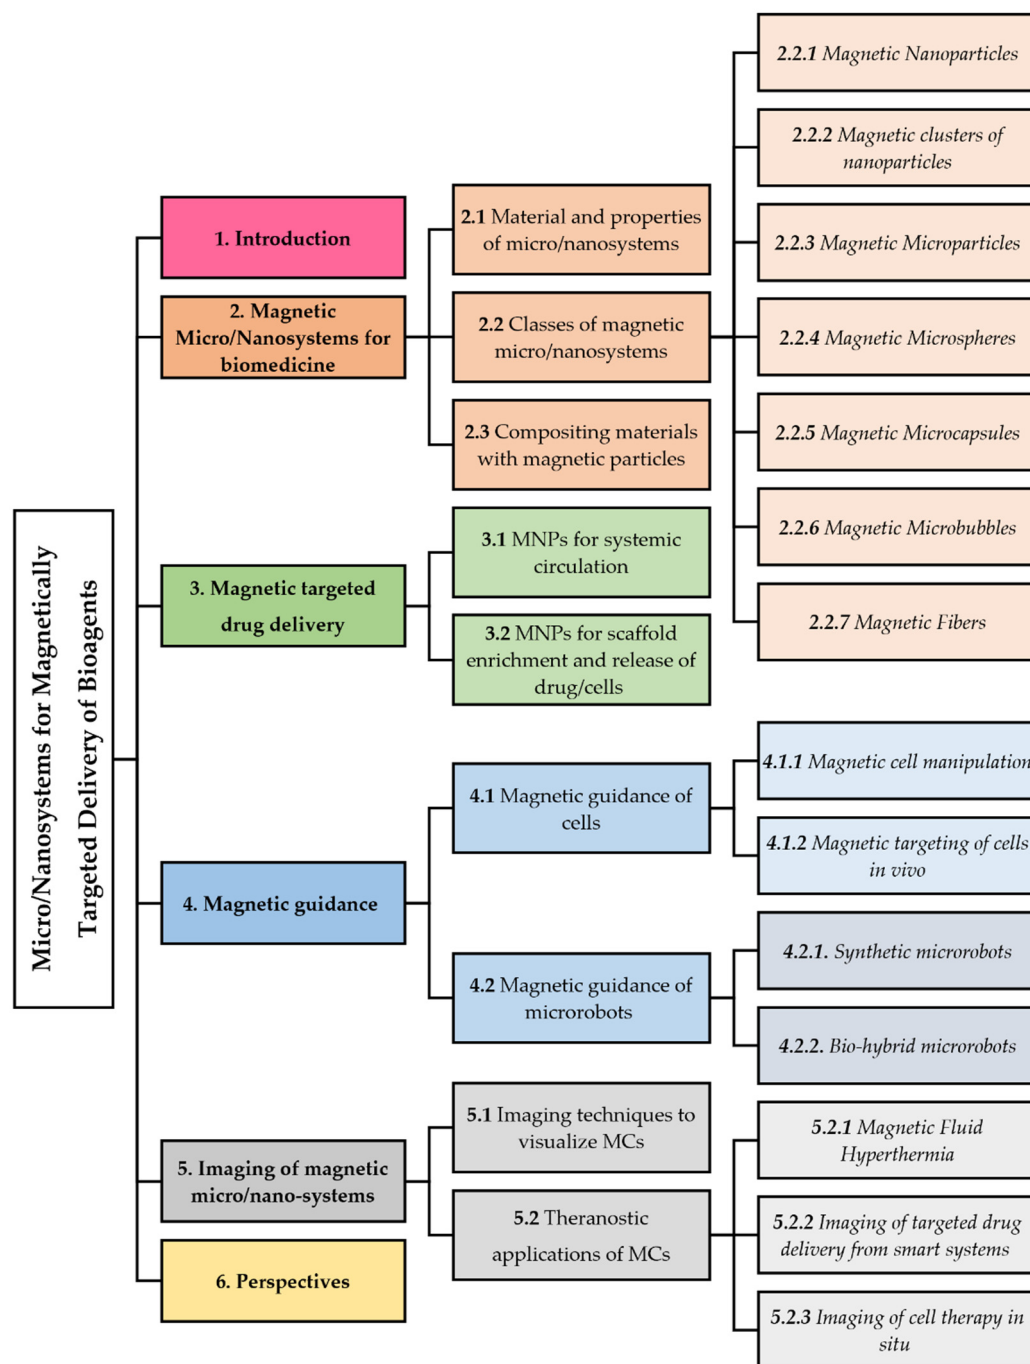 Micro/Nanosystems for Magnetically
Targeted Delivery of Bioagents
1. Introduction
2. Magnetic
Micro/Nanosystems for
biomedicine
2.1 Material and properties
of micro/nanosystems
2.2 Classes of magnetic
micro/nanosystems
2.2.1 Magnetic Nanoparticles
2.2.2 Magnetic clusters of
nanoparticles
2.2.3 Magnetic Microparticles
2.2.4 Magnetic Microspheres
2.2.5 Magnetic Microcapsules
2.2.6 Magnetic Microbubbles
2.2.7 Magnetic Fibers
2.3 Compositing materials
with magnetic particles
3. Magnetic targeted
drug delivery
3.1 MNPs for systemic
circulation
3.2 MNPs for scaffold
enrichment and release of
drug/cells
4. Magnetic guidance
4.1 Magnetic guidance of
cells
4.1.1 Magnetic cell manipulation
4.1.2 Magnetic targeting of cells
in vivo
4.2 Magnetic guidance of
microrobots
4.2.1. Synthetic microrobots
4.2.2. Bio-hybrid microrobots
5. Imaging of magnetic
micro/nano-systems
5.1 Imaging techniques to
visualize MCs
5.2 Theranostic
applications of MCs
5.2.1 Magnetic Fluid
Hyperthermia
5.2.2 Imaging of targeted drug
delivery from smart systems
5.2.3 Imaging of cell therapy in
situ
6. Perspectives